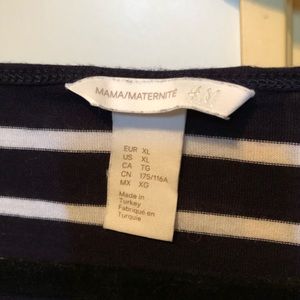 MAMA/MATERNITÉ H&M
EUR XL
US XL
CA TG
CN 175/116A
MX XG
Made in
Turkey
Fabriqué en
Turquie